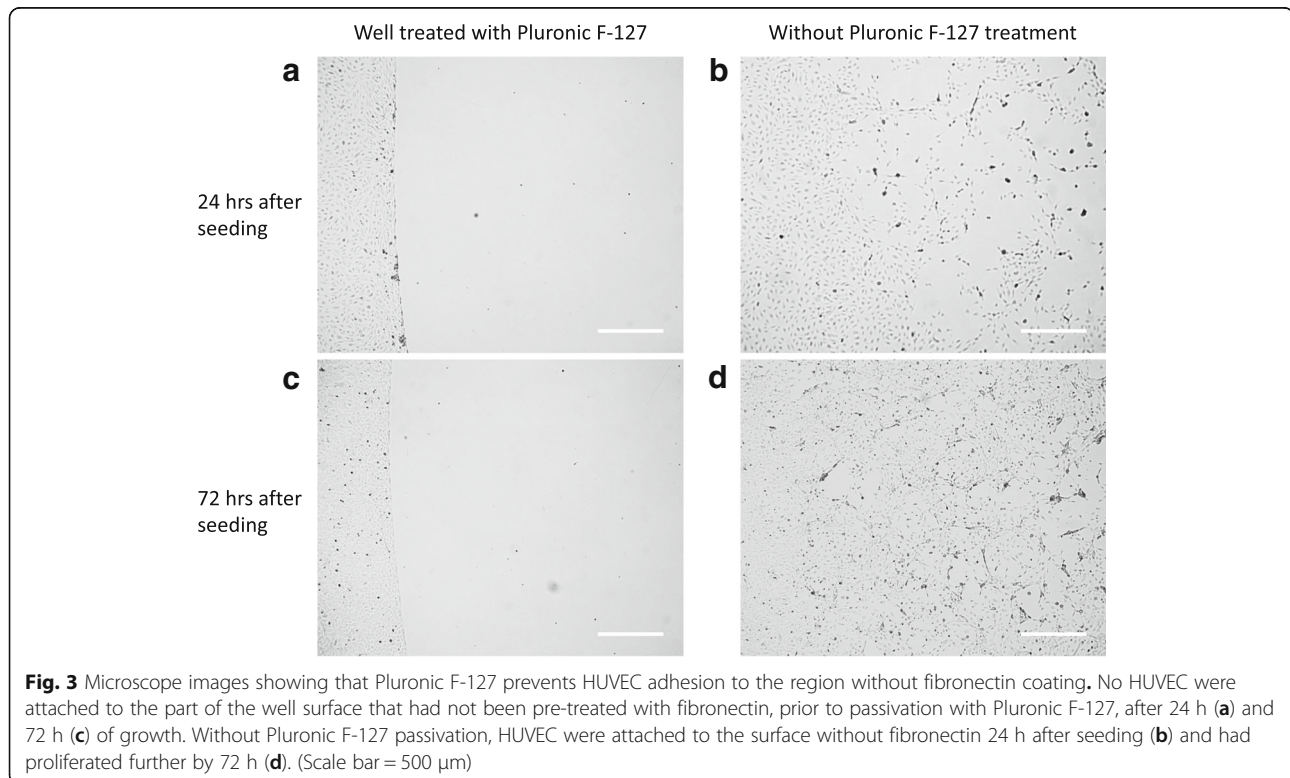 Well treated with Pluronic F-127
Without Pluronic F-127 treatment
a
b
24 hrs after
seeding
c
d
72 hrs after
seeding
Fig. 3 Microscope images showing that Pluronic F-127 prevents HUVEC adhesion to the region without fibronectin coating. No HUVEC were
attached to the part of the well surface that had not been pre-treated with fibronectin, prior to passivation with Pluronic F-127, after 24 h (a) and
72 h (c) of growth. Without Pluronic F-127 passivation, HUVEC were attached to the surface without fibronectin 24 h after seeding (b) and had
proliferated further by 72 h (d). (Scale bar = 500 μm)